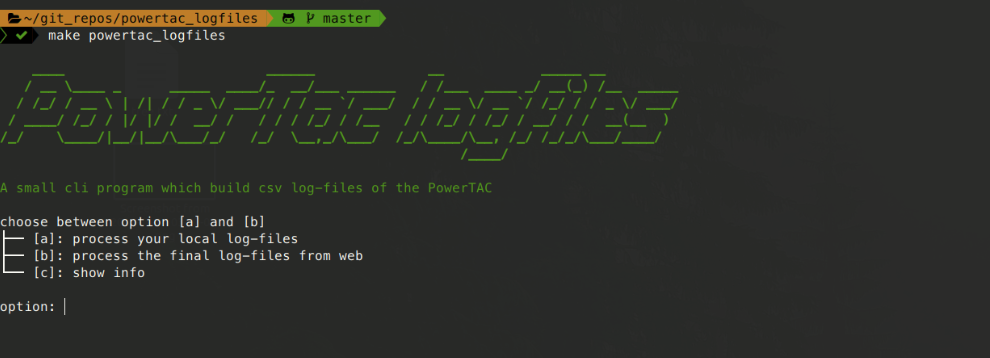 ~/git_repos/powertac_logfiles master
make powertac_logfiles
PowerTac logfiles
A small cli program which build csv log-files of the PowerTAC
choose between option [a] and [b]
[a]: process your local log-files
[b]: process the final log-files from web
[c]: show info
option: